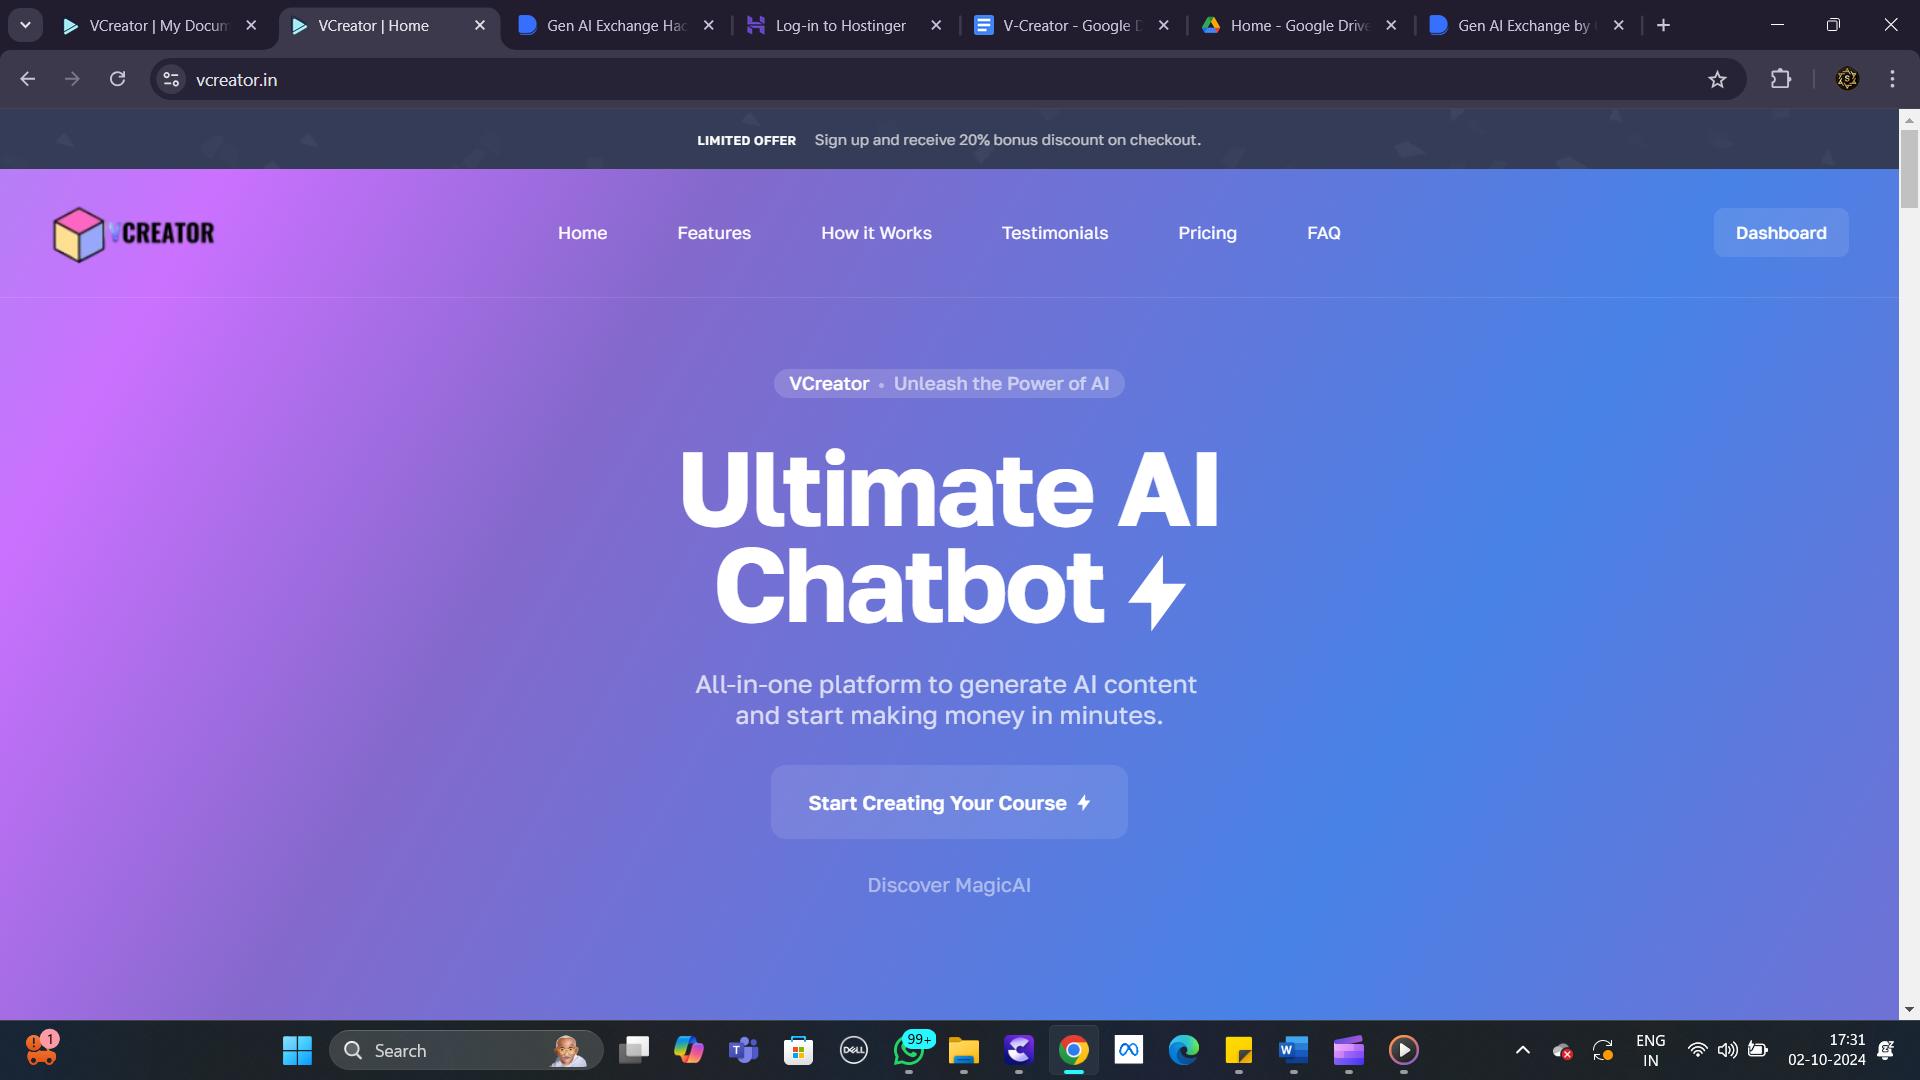 VCreator | My Docum
VCreator | Home
Gen AI Exchange Hac
Log-in to Hostinger
V-Creator - Google D
Home - Google Drive
Gen AI Exchange by
vcreator.in
LIMITED OFFER Sign up and receive 20% bonus discount on checkout.
VCREATOR
Home
Features
How it Works
Testimonials
Pricing
FAQ
Dashboard
VCreator • Unleash the Power of AI
Ultimate AI
Chatbot
All-in-one platform to generate AI content
and start making money in minutes.
Start Creating Your Course
Discover MagicAI
1
Search
DELL
99+
W
ENG
IN
17:31
02-10-2024